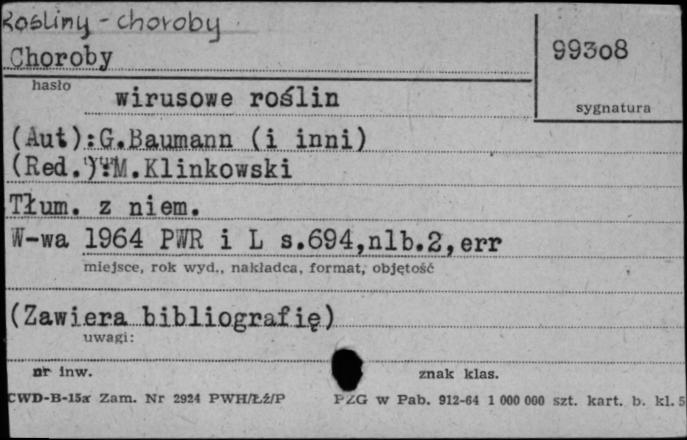 Rośliny - choroby
Choroby
99308
hasło
sygnatura
wirusowe roślin
(Aut):G.Baumann (i inni)
(Red.):M.Klinkowski
Tłum. z niem.
W-wa 1964 PWR i L s.694,nlb.2,err
miejsce, rok wyd., nakładca, format, objętość
(Zawiera bibliografię)
uwagi:
nr inw.
znak klas.
CWD-B-15a Zam. Nr 2924 PWH/Łź/P PZG w Pab. 912-64 1 000 000 szt. kart. b. kl. 5